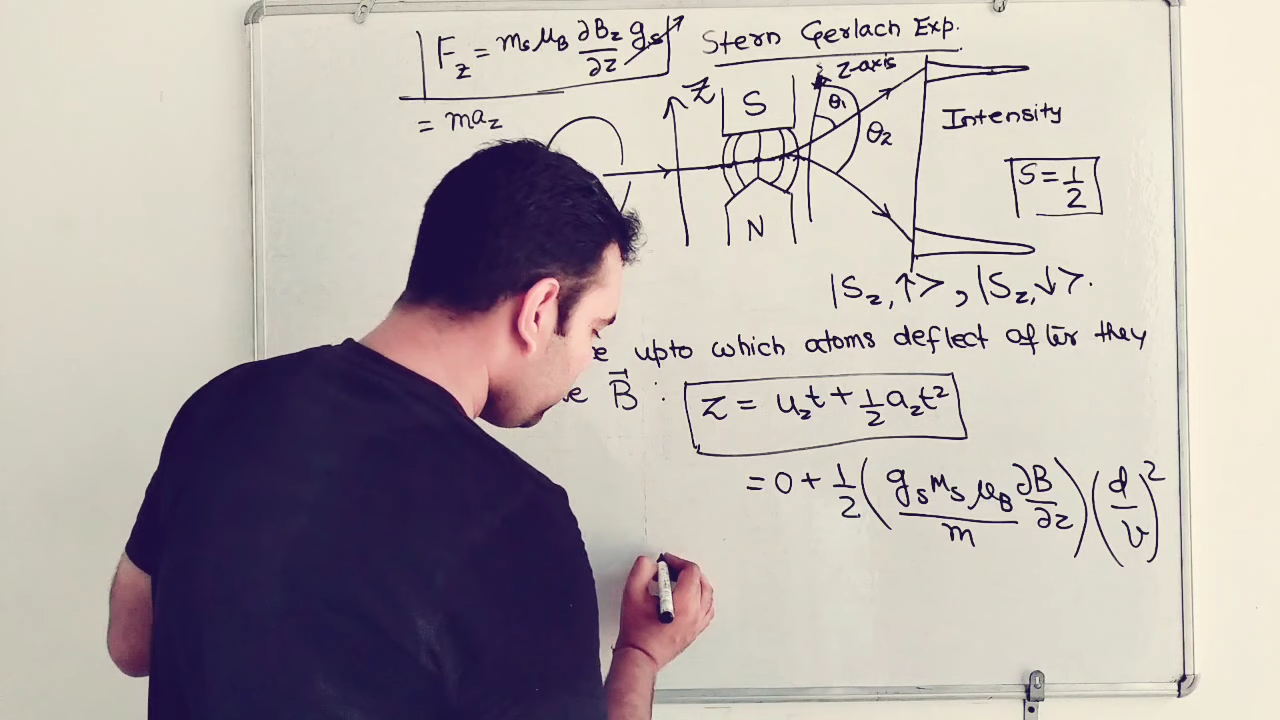 F_z = m_s μ_B ∂B_z/∂z g_s
= ma_z
Stern Gerlach Exp.
Z
z-axis
S
N
θ₁
θ₂
Intensity
S = 1/2
|S_z, ↑>, |S_z, ↓>.
upto which atoms deflect after they
B⃗ :
z = u_z t + 1/2 a_z t²
= 0 + 1/2 (g_s m_s μ_B/m ∂B/∂z) (d/v)²